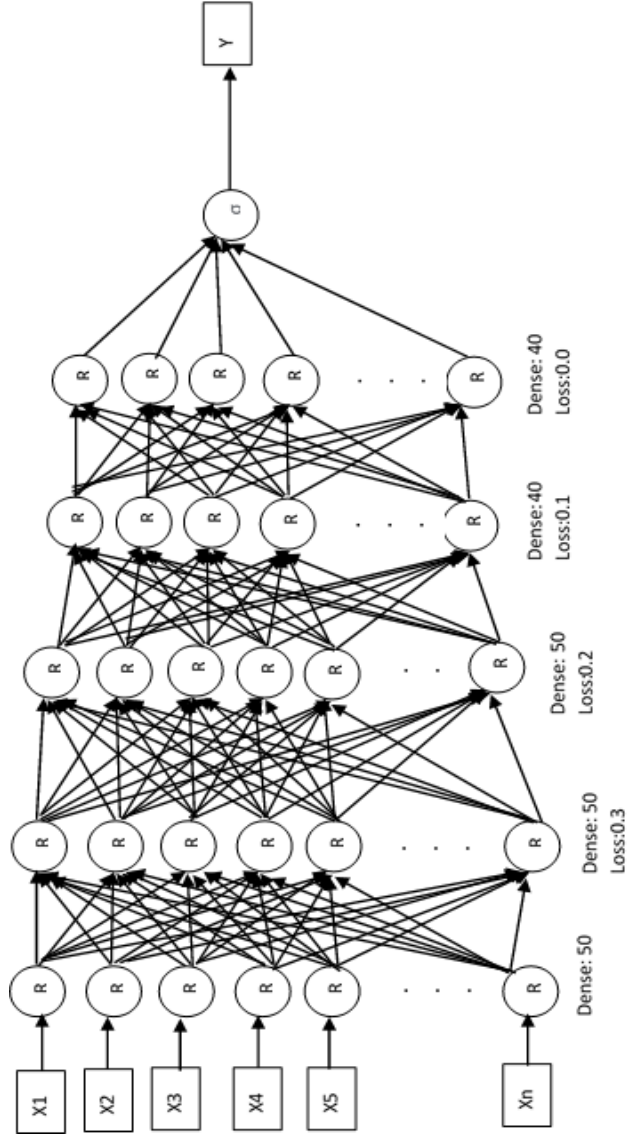 X1
X2
X3
X4
X5
Xn
R
R
R
R
R
. . .
R
Dense: 50
R
R
R
R
R
. . .
R
Dense: 50
Loss:0.3
R
R
R
R
R
. .
R
Dense: 50
Loss:0.2
R
R
R
R
. . .
R
Dense:40
Loss:0.1
R
R
R
R
. . .
R
Dense: 40
Loss:0.0
σ
Y